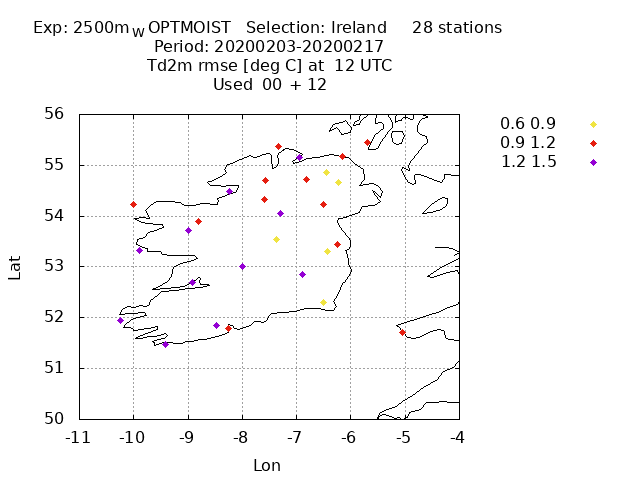 Exp: 2500m_W OPTMOIST Selection: Ireland 28 stations
Period: 20200203-20200217
Td2m rmse [deg C] at 12 UTC
Used 00 + 12
0.6 0.9
0.9 1.2
1.2 1.5
56
55
54
53
52
51
50
Lat
-11 -10 -9 -8 -7 -6 -5 -4
Lon